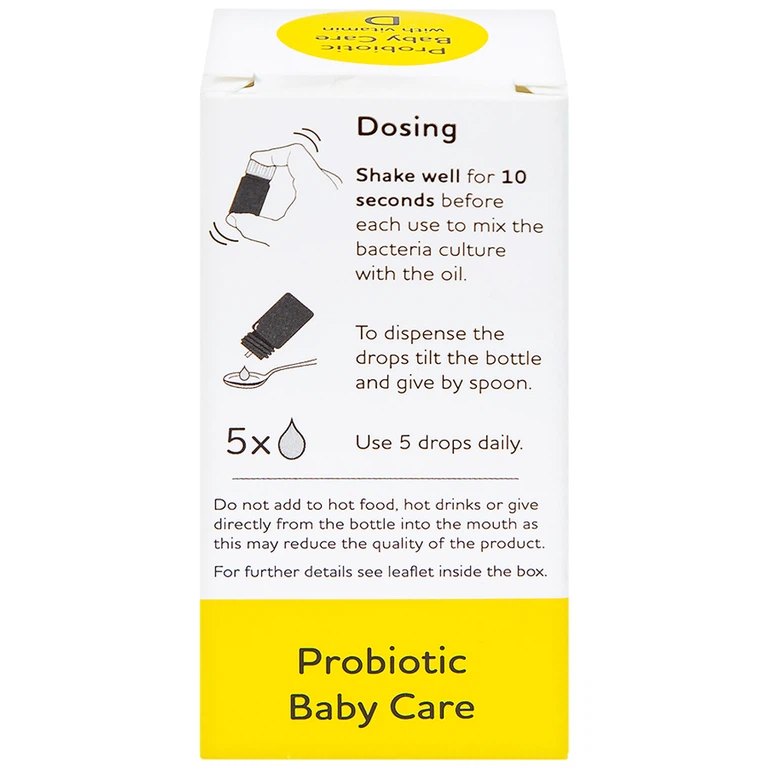 Probiotic
Baby Care
with vitamin
D
Dosing
Shake well for 10
seconds before
each use to mix the
bacteria culture
with the oil.
To dispense the
drops tilt the bottle
and give by spoon.
5x
Use 5 drops daily.
Do not add to hot food, hot drinks or give
directly from the bottle into the mouth as
this may reduce the quality of the product.
For further details see leaflet inside the box.
Probiotic
Baby Care